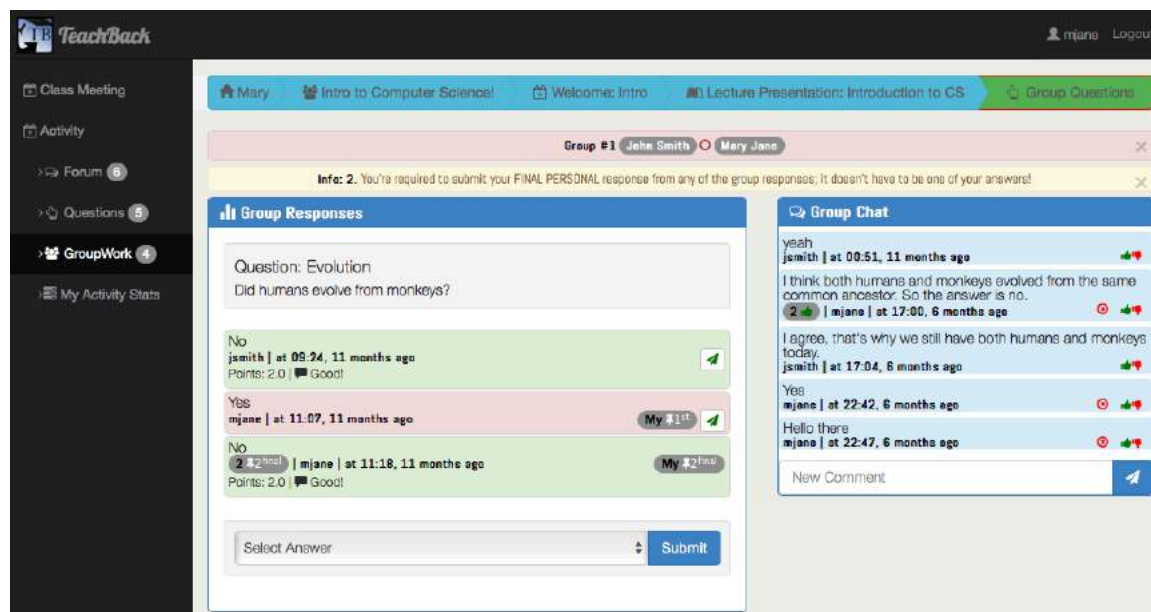 TB TeachBack
mjane Logout
Class Meeting
Activity
Forum 6
Questions 5
GroupWork 4
My Activity Stats
Mary Intro to Computer Science! Welcome: Intro Lecture Presentation: Introduction to CS Group Questions
Group #1 John Smith Mary Jane
Info: 2. You're required to submit your FINAL PERSONAL response from any of the group responses; it doesn't have to be one of your answers!
Group Responses
Question: Evolution
Did humans evolve from monkeys?
No
jsmith | at 09:24, 11 months ago
Points: 2.0 | Good!
Yes
mjane | at 11:07, 11 months ago My 1st
No
2 2final | mjane | at 11:18, 11 months ago My 2final
Points: 2.0 | Good!
Select Answer Submit
Group Chat
yeah
jsmith | at 00:51, 11 months ago
I think both humans and monkeys evolved from the same
common ancestor. So the answer is no.
2 | mjane | at 17:00, 6 months ago
I agree, that's why we still have both humans and monkeys
today.
jsmith | at 17:04, 6 months ago
Yes
mjane | at 22:42, 6 months ago
Hello there
mjane | at 22:47, 6 months ago
New Comment